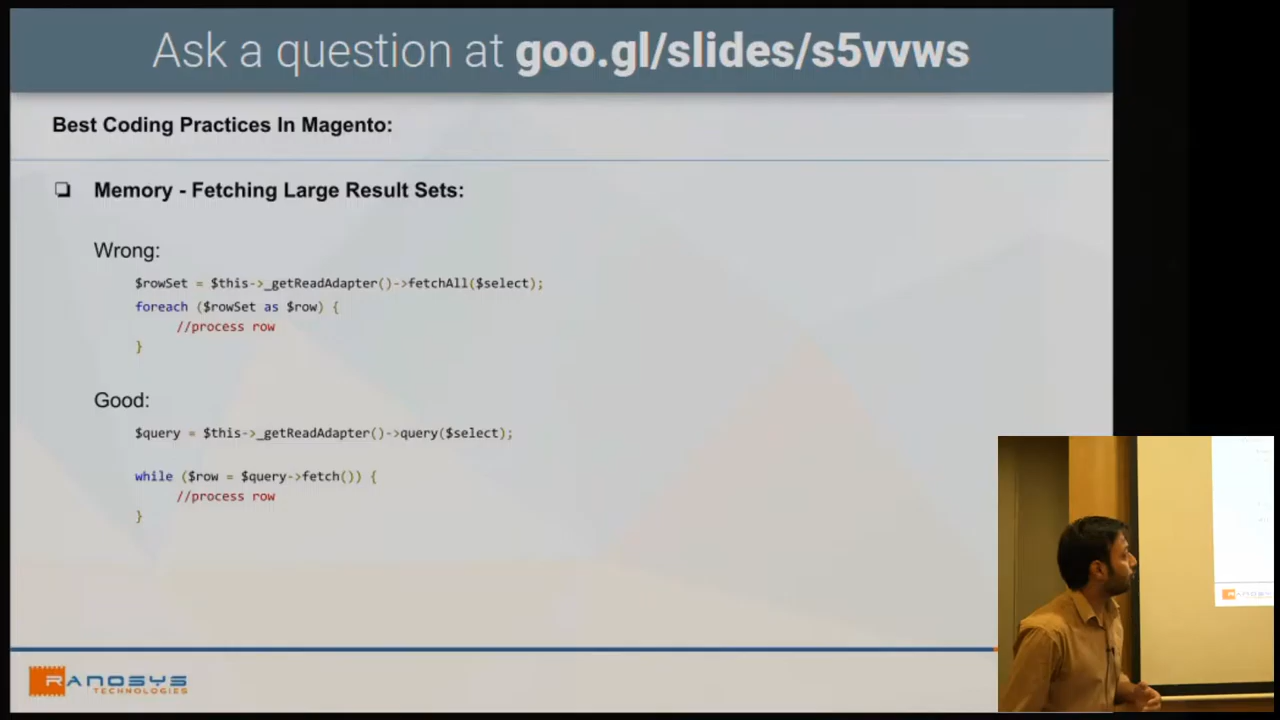 Ask a question at goo.gl/slides/s5vvws
Best Coding Practices In Magento:
❑ Memory - Fetching Large Result Sets:
Wrong:
$rowSet = $this->_getReadAdapter()->fetchAll($select);
foreach ($rowSet as $row) {
//process row
}
Good:
$query = $this->_getReadAdapter()->query($select);
while ($row = $query->fetch()) {
//process row
}
RANOSYS
TECHNOLOGIES